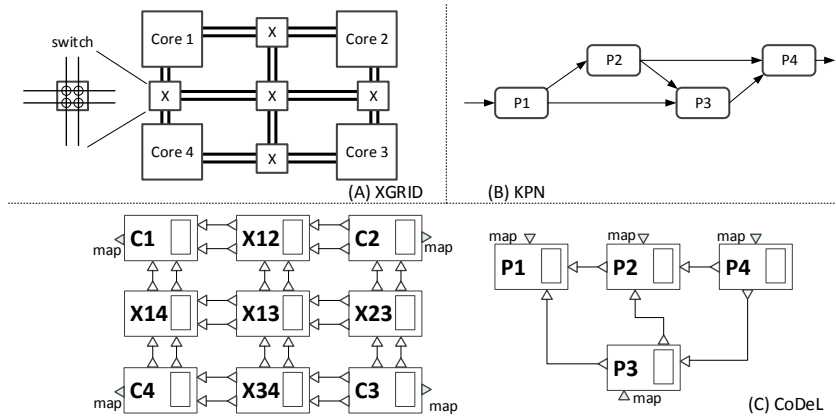 Core 1
X
Core 2
switch
X
X
X
Core 4
X
Core 3
(A) XGRID
P2
P4
P1
P3
(B) KPN
C1
X12
C2
map
map
X14
X13
X23
C4
X34
C3
map
map
map
map
map
P1
P2
P4
P3
map
(C) CoDeL